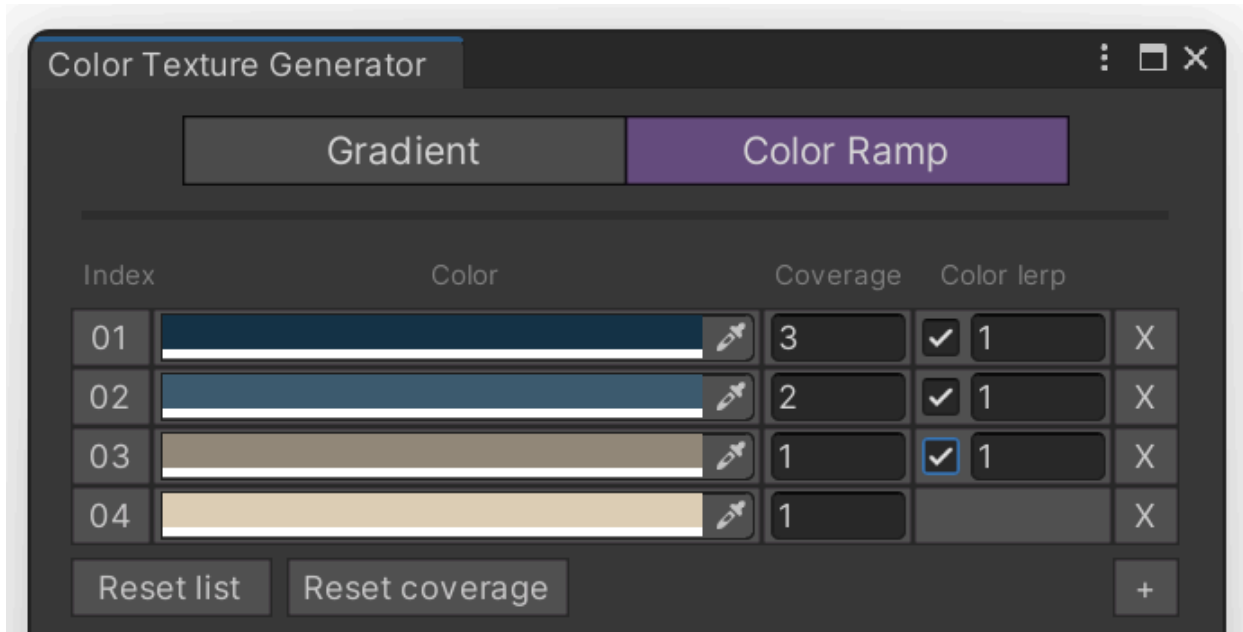 Color Texture Generator
Gradient Color Ramp
Index Color Coverage Color lerp
01 3 1 X
02 2 1 X
03 1 1 X
04 1 X
Reset list Reset coverage +